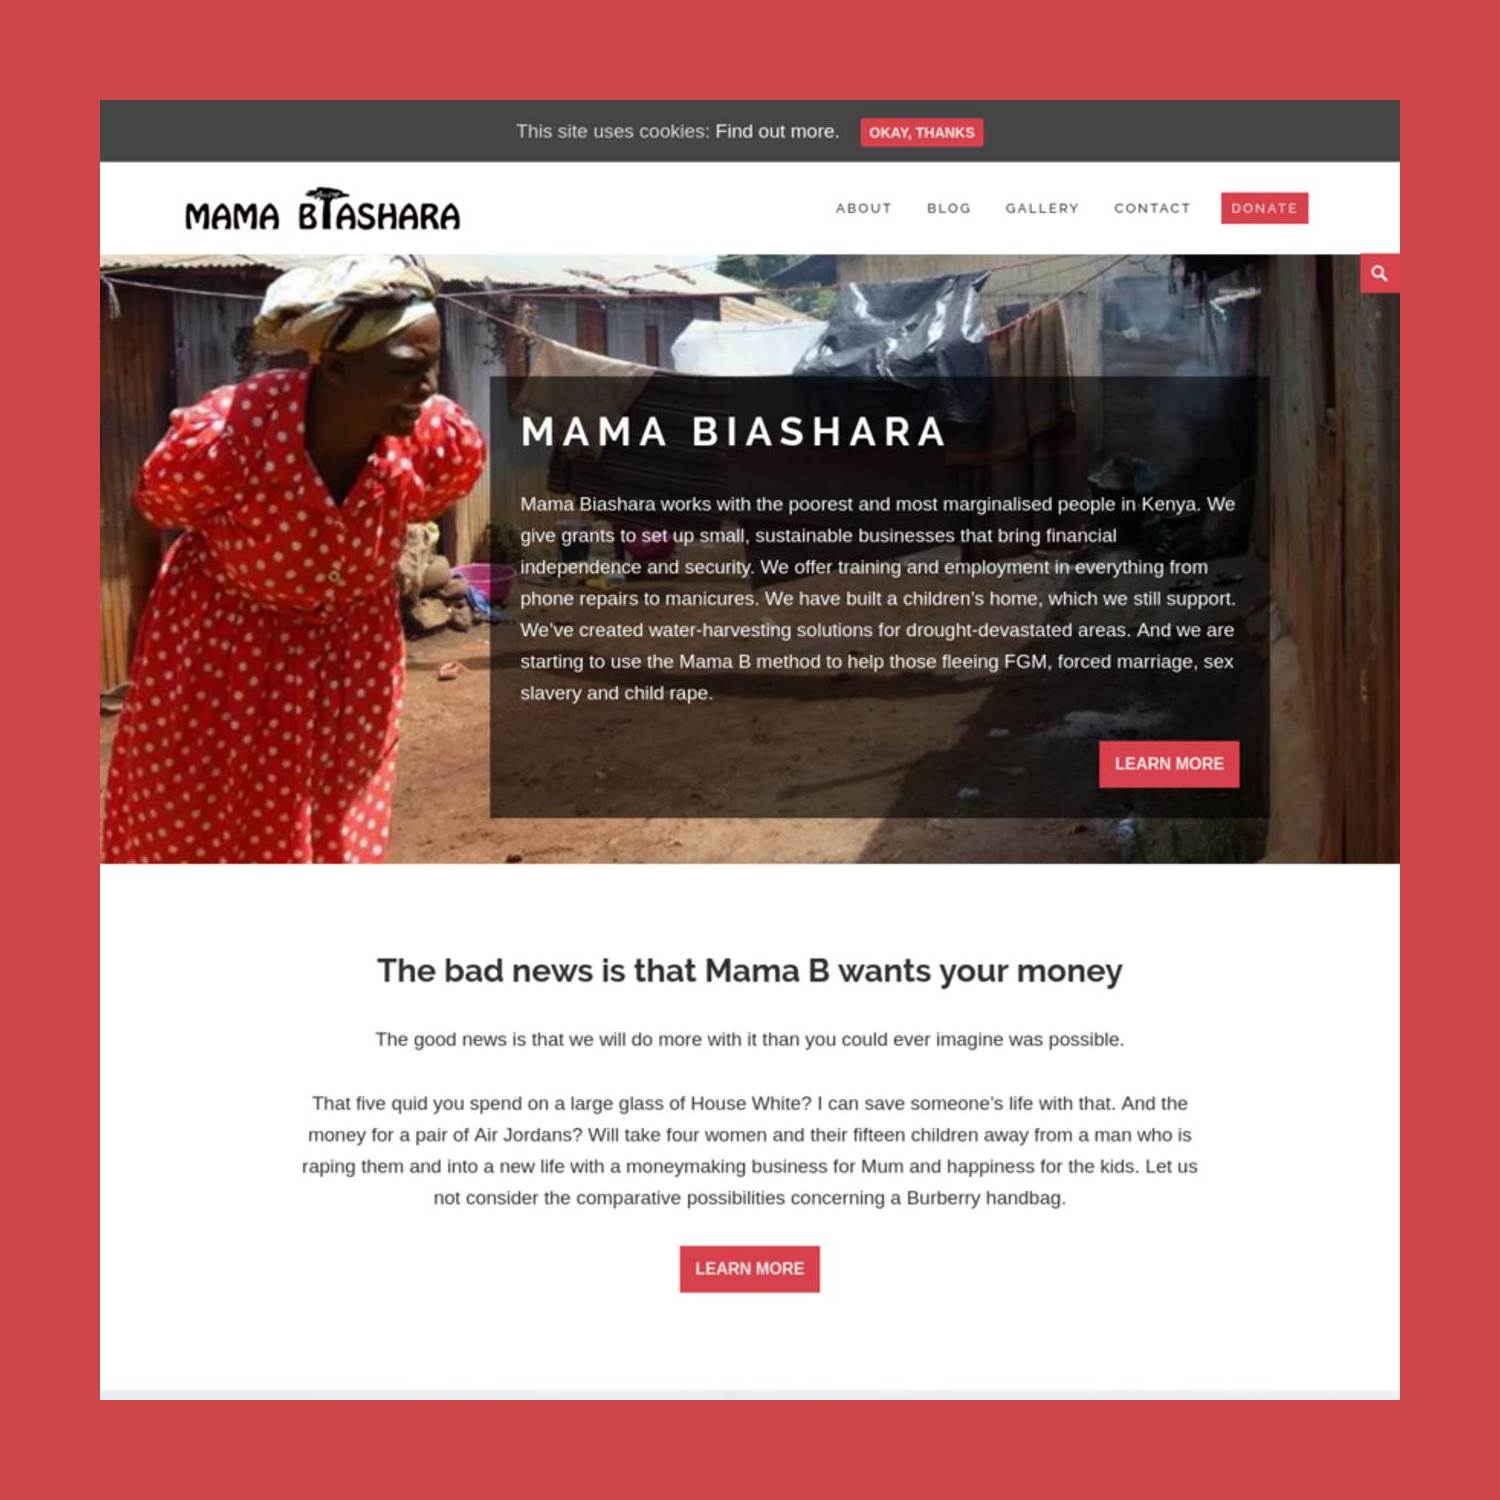 This site uses cookies: Find out more. OKAY, THANKS
MAMA BIASHARA
ABOUT BLOG GALLERY CONTACT DONATE
MAMA BIASHARA
Mama Biashara works with the poorest and most marginalised people in Kenya. We
give grants to set up small, sustainable businesses that bring financial
independence and security. We offer training and employment in everything from
phone repairs to manicures. We have built a children’s home, which we still support.
We’ve created water-harvesting solutions for drought-devastated areas. And we are
starting to use the Mama B method to help those fleeing FGM, forced marriage, sex
slavery and child rape.
LEARN MORE
The bad news is that Mama B wants your money
The good news is that we will do more with it than you could ever imagine was possible.
That five quid you spend on a large glass of House White? I can save someone’s life with that. And the
money for a pair of Air Jordans? Will take four women and their fifteen children away from a man who is
raping them and into a new life with a moneymaking business for Mum and happiness for the kids. Let us
not consider the comparative possibilities concerning a Burberry handbag.
LEARN MORE